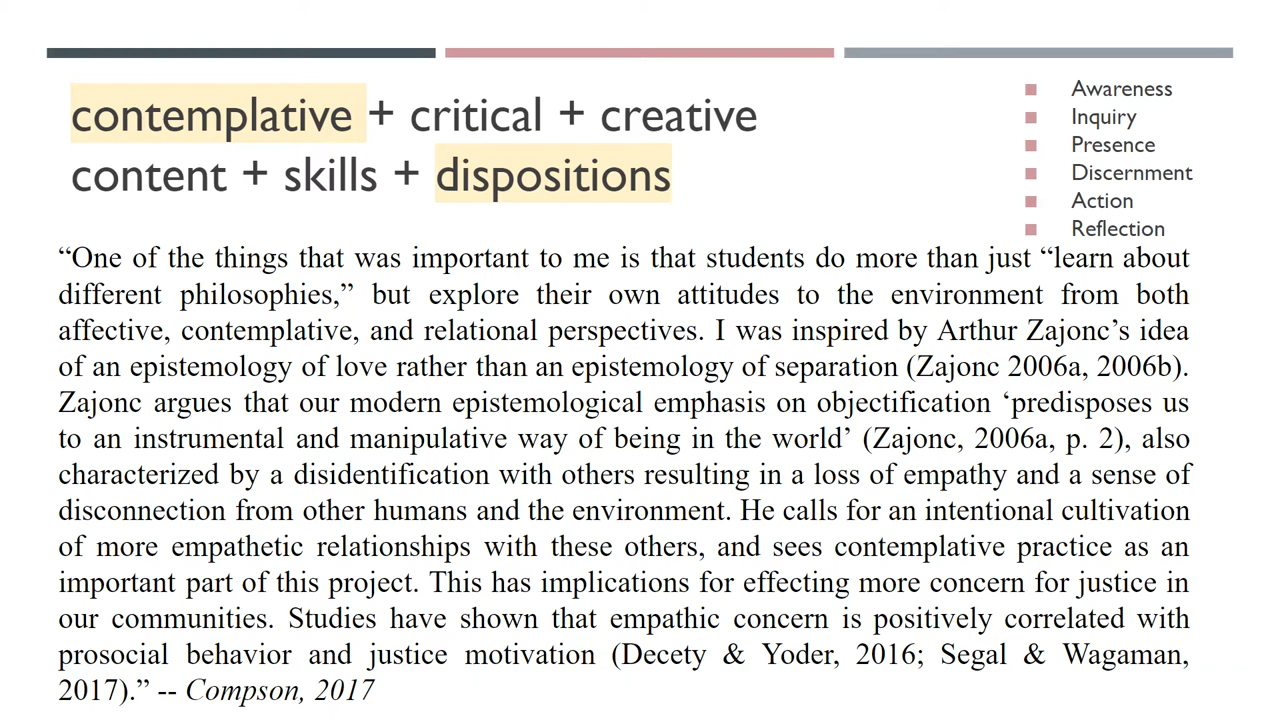 contemplative + critical + creative
content + skills + dispositions
Awareness
Inquiry
Presence
Discernment
Action
Reflection
“One of the things that was important to me is that students do more than just “learn about
different philosophies,” but explore their own attitudes to the environment from both
affective, contemplative, and relational perspectives. I was inspired by Arthur Zajonc’s idea
of an epistemology of love rather than an epistemology of separation (Zajonc 2006a, 2006b).
Zajonc argues that our modern epistemological emphasis on objectification ‘predisposes us
to an instrumental and manipulative way of being in the world’ (Zajonc, 2006a, p. 2), also
characterized by a disidentification with others resulting in a loss of empathy and a sense of
disconnection from other humans and the environment. He calls for an intentional cultivation
of more empathetic relationships with these others, and sees contemplative practice as an
important part of this project. This has implications for effecting more concern for justice in
our communities. Studies have shown that empathic concern is positively correlated with
prosocial behavior and justice motivation (Decety & Yoder, 2016; Segal & Wagaman,
2017).” -- Compson, 2017